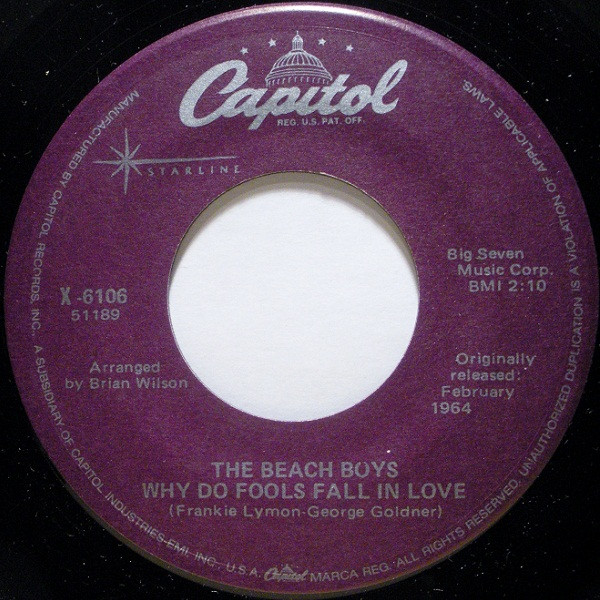 Capitol
REG. U.S. PAT. OFF.
STARLINE
X-6106
51189
Big Seven
Music Corp.
BMI 2:10
Arranged
by Brian Wilson
Originally
released:
February
1964
THE BEACH BOYS
WHY DO FOOLS FALL IN LOVE
(Frankie Lymon-George Goldner)
MANUFACTURED BY CAPITOL RECORDS, INC., A SUBSIDIARY OF CAPITOL INDUSTRIES-EMI, INC., U.S.A. Capitol MARCA REG. ALL RIGHTS RESERVED. UNAUTHORIZED DUPLICATION IS A VIOLATION OF APPLICABLE LAWS.